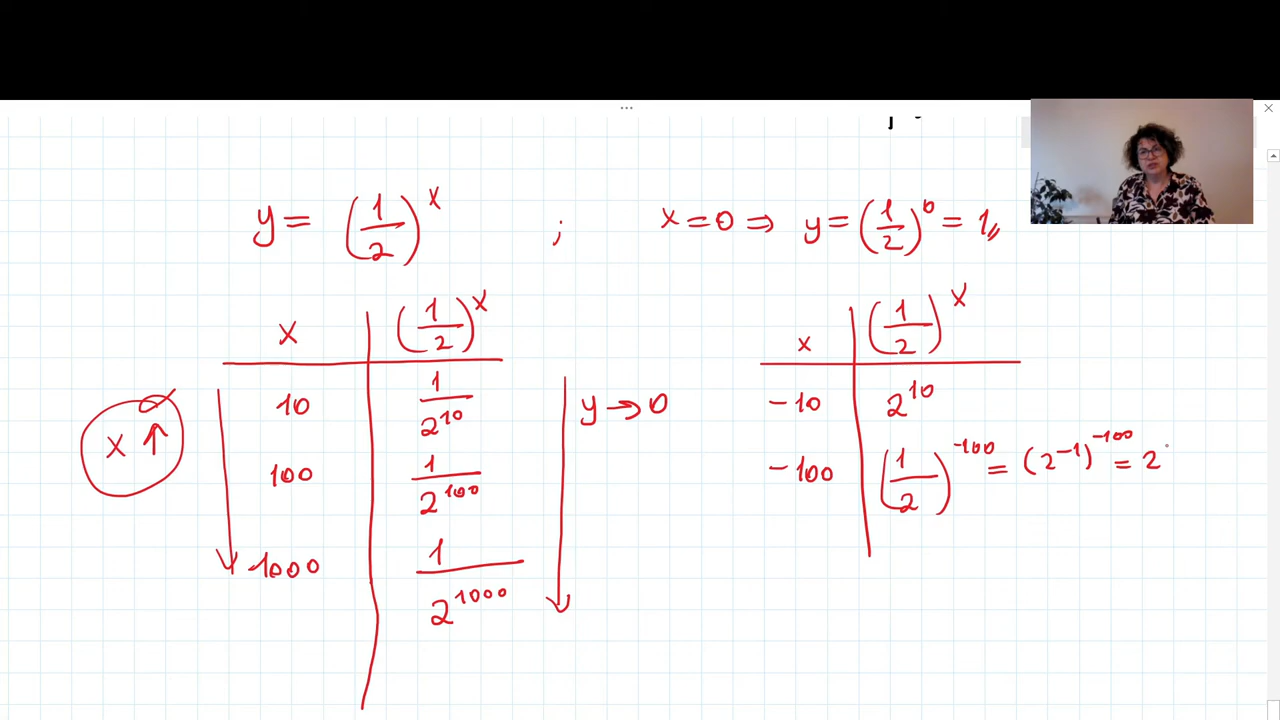 y = (1/2)^x ; x = 0 ⇒ y = (1/2)^0 = 1
x | (1/2)^x
10 | 1/2^10
100 | 1/2^100
1000 | 1/2^1000
x ↑
y → 0
x | (1/2)^x
-10 | 2^10
-100 | (1/2)^-100 = (2^-1)^-100 = 2